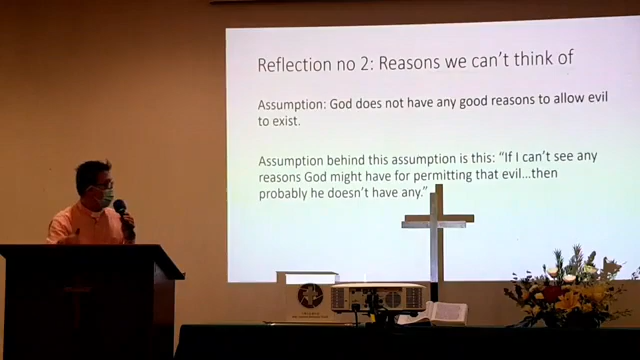 Reflection no 2: Reasons we can't think of
Assumption: God does not have any good reasons to allow evil
to exist.
Assumption behind this assumption is this: "If I can't see any
reasons God might have for permitting that evil...then
probably he doesn't have any."